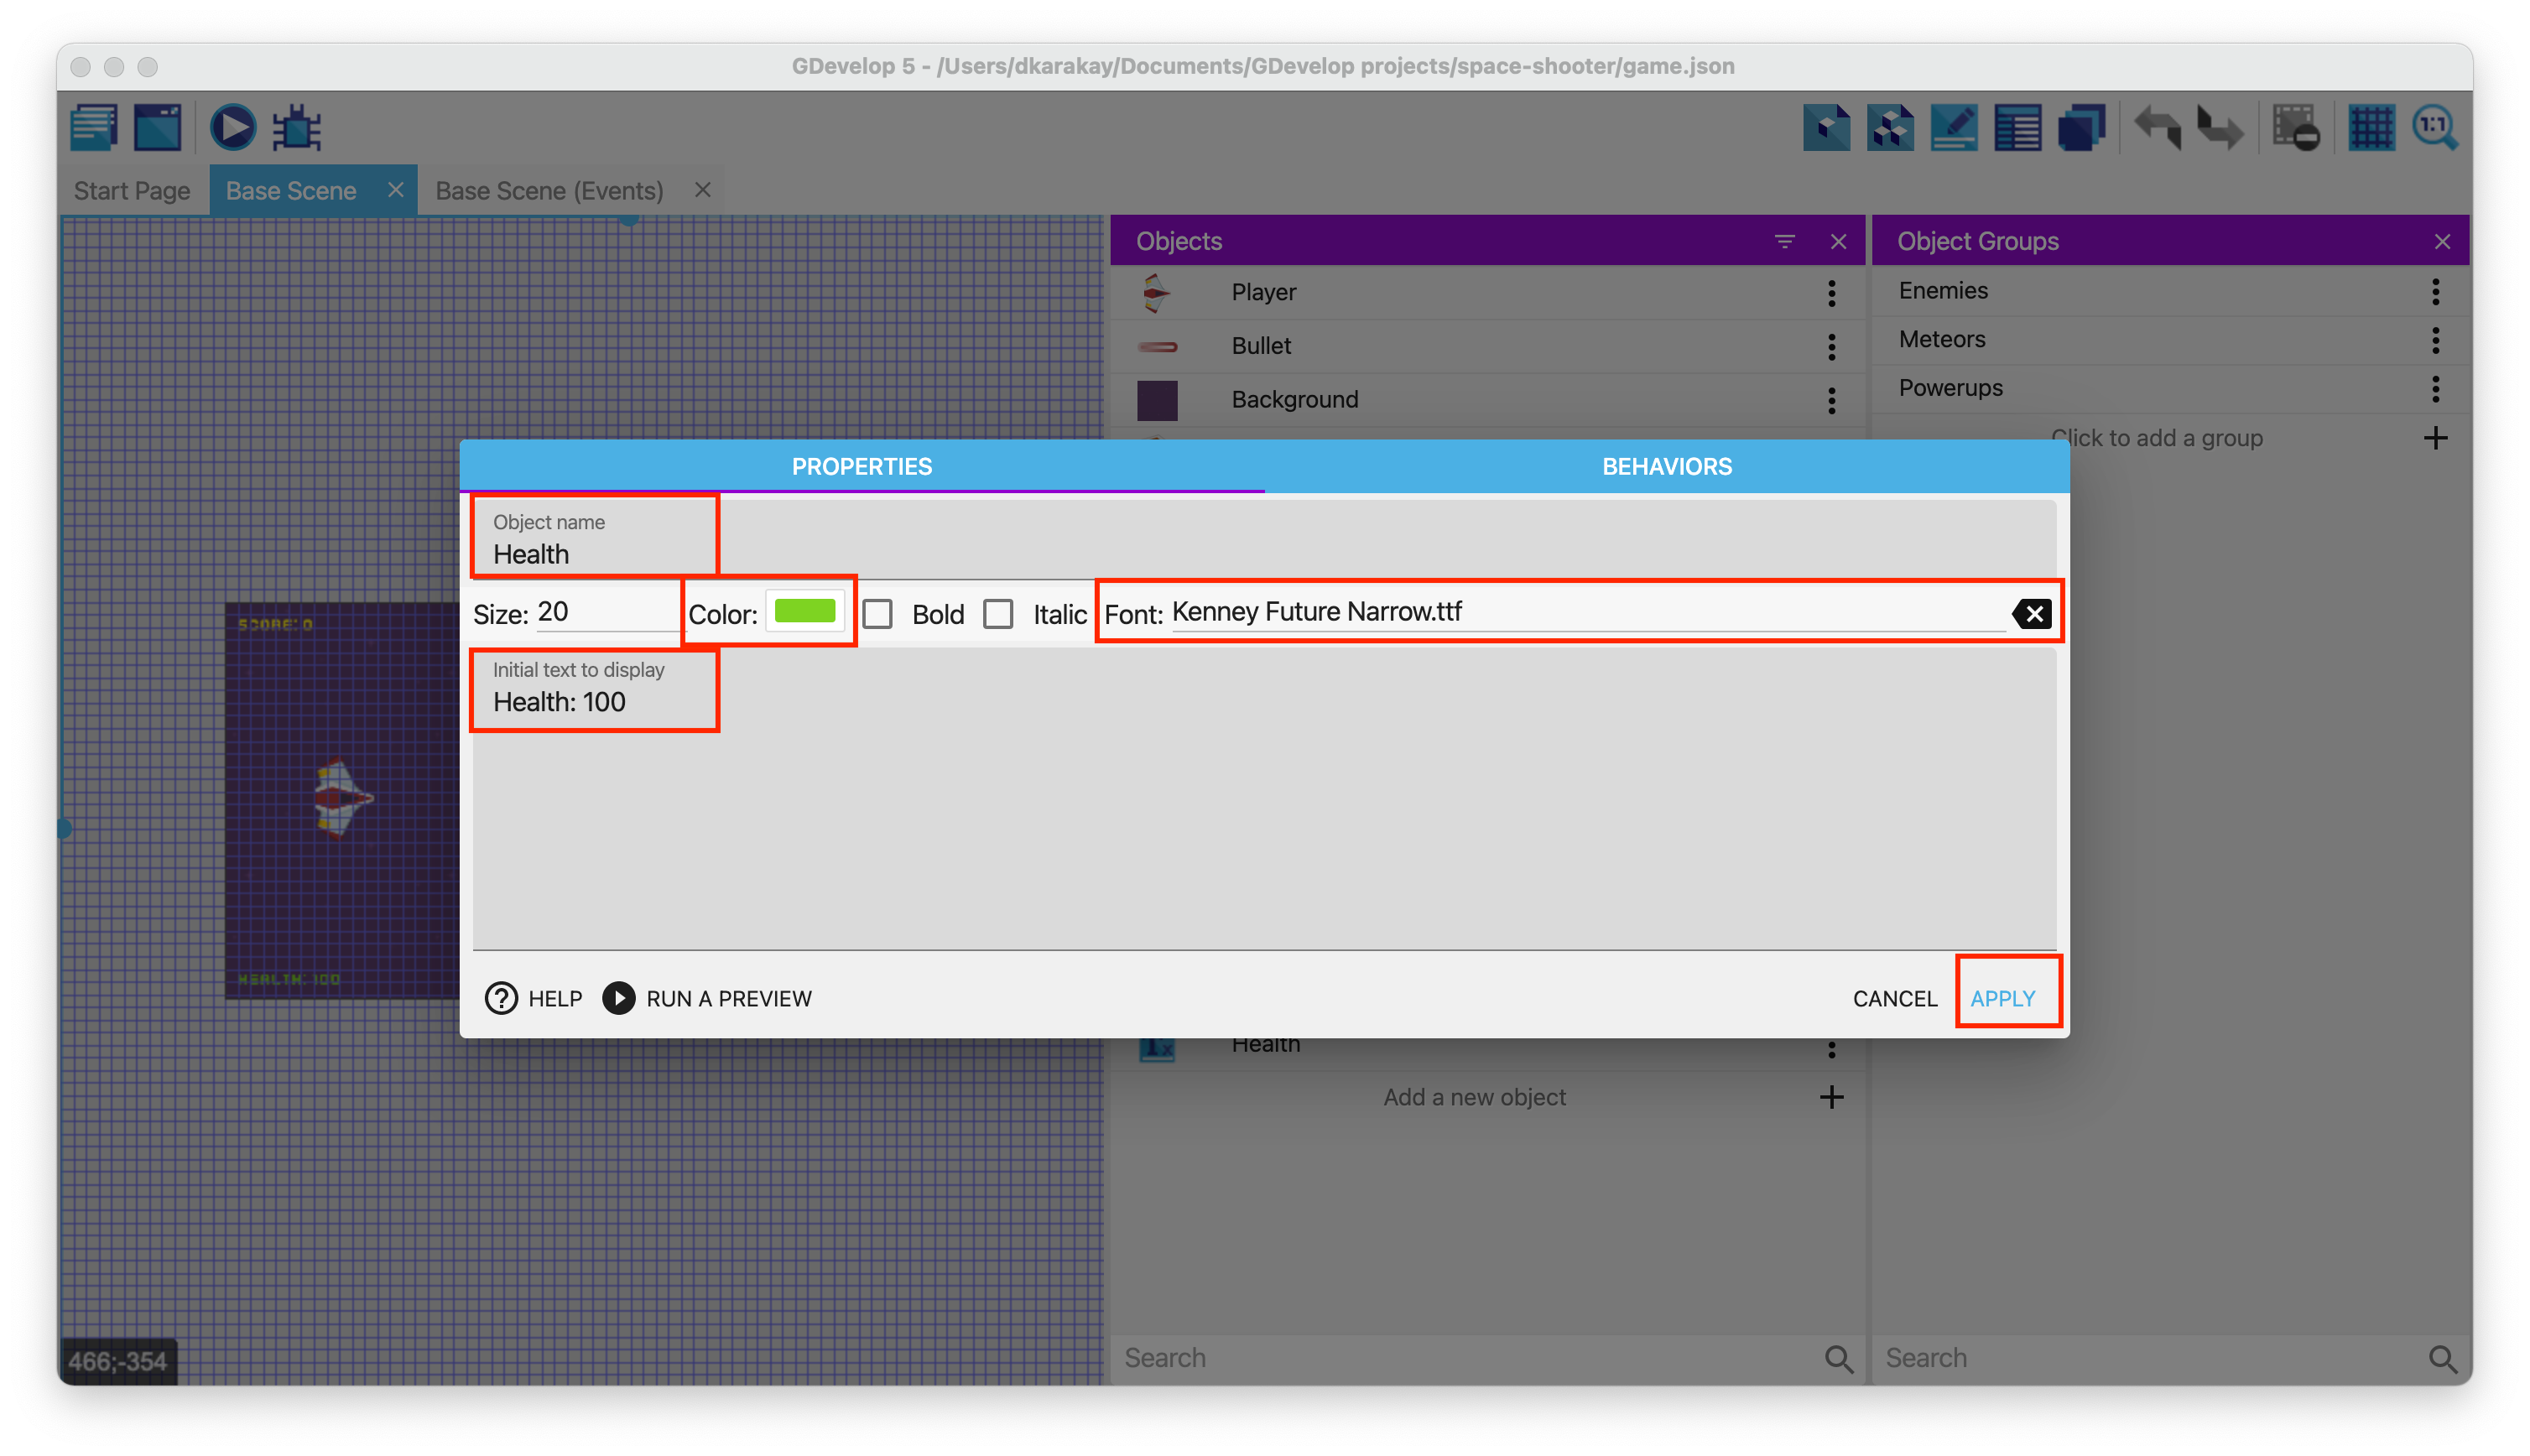 GDevelop 5 - /Users/dkarakay/Documents/GDevelop projects/space-shooter/game.json
1:1
Start Page
Base Scene
Base Scene (Events)
Objects
Object Groups
Player
Enemies
Bullet
Meteors
Background
Powerups
Click to add a group
PROPERTIES
BEHAVIORS
Object name
Health
Size: 20
Color:
Bold
Italic
Font: Kenney Future Narrow.ttf
SCORE: 0
Initial text to display
Health: 100
HEALTH: 100
HELP
RUN A PREVIEW
CANCEL
APPLY
Health
Add a new object
466;-354
Search
Search